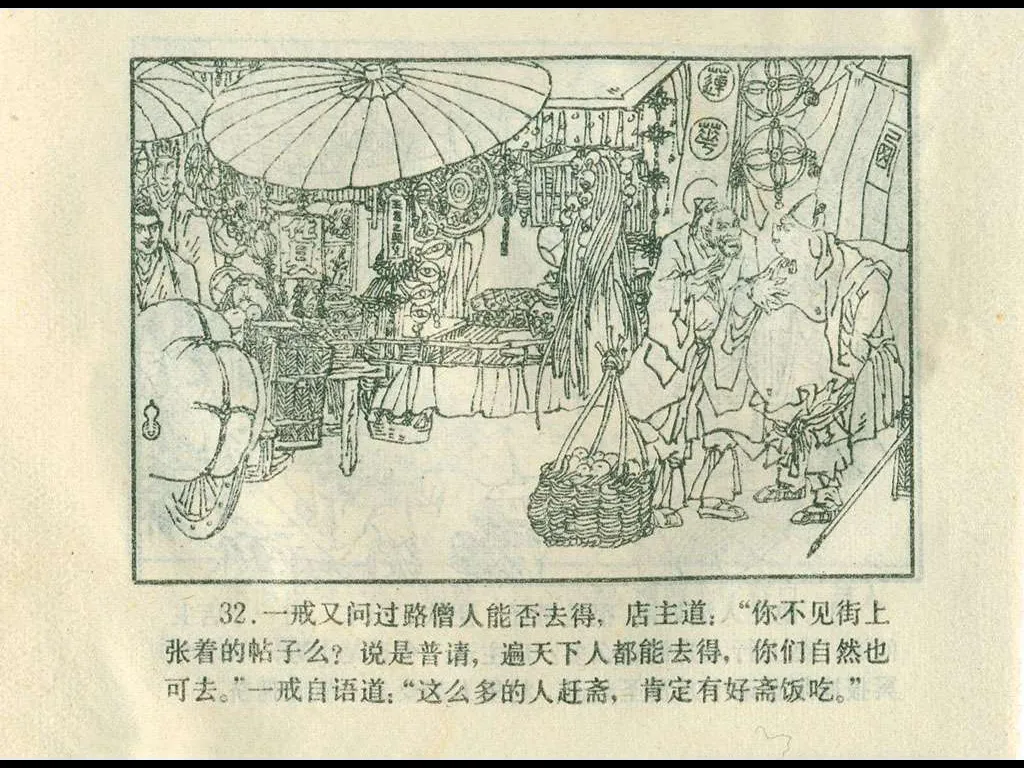 蓮
華
任
32．一戒又问过路僧人能否去得，店主道：“你不见街上
张着的帖子么？说是普请，遍天下人都能去得，你们自然也
可去。”一戒自语道：“这么多的人赶斋，肯定有好斋饭吃。”